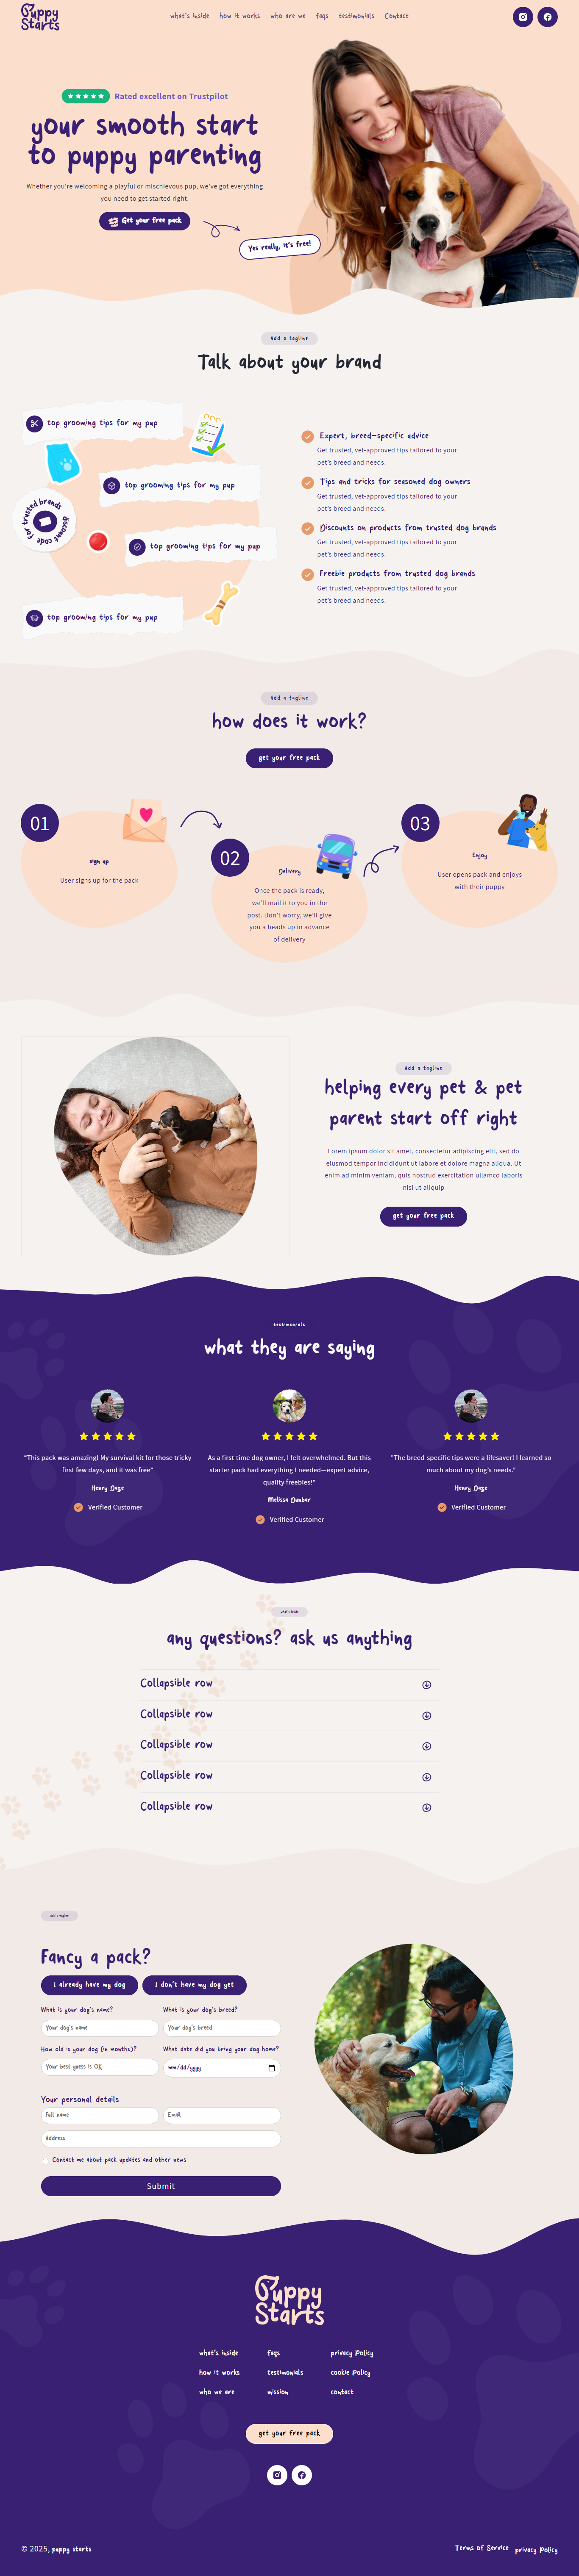 Puppy
Starts
what's inside how it works who are we faqs testimonials Contact
Rated excellent on Trustpilot
your smooth start
to puppy parenting
Whether you're welcoming a playful or mischievous pup, we've got everything
you need to get started right.
Get your free pack
Yes really, it's free!
Add a tagline
Talk about your brand
top grooming tips for my pup
top grooming tips for my pup
top grooming tips for my pup
top grooming tips for my pup
discount code for trusted brands
Expert, breed-specific advice
Get trusted, vet-approved tips tailored to your
pet's breed and needs.
Tips and tricks for seasoned dog owners
Get trusted, vet-approved tips tailored to your
pet's breed and needs.
Discounts on products from trusted dog brands
Get trusted, vet-approved tips tailored to your
pet's breed and needs.
Freebie products from trusted dog brands
Get trusted, vet-approved tips tailored to your
pet's breed and needs.
Add a tagline
how does it work?
get your free pack
01
sign up
User signs up for the pack
02
Delivery
Once the pack is ready,
we'll mail it to you in the
post. Don't worry, we'll give
you a heads up in advance
of delivery
03
Enjoy
User opens pack and enjoys
with their puppy
Add a tagline
helping every pet & pet
parent start off right
Lorem ipsum dolor sit amet, consectetur adipiscing elit, sed do
eiusmod tempor incididunt ut labore et dolore magna aliqua. Ut
enim ad minim veniam, quis nostrud exercitation ullamco laboris
nisi ut aliquip
get your free pack
testimonials
what they are saying
"This pack was amazing! My survival kit for those tricky
first few days, and it was free"
Henry Doge
Verified Customer
As a first-time dog owner, I felt overwhelmed. But this
starter pack had everything I needed—expert advice,
quality freebies!"
Melissa Dunbar
Verified Customer
"The breed-specific tips were a lifesaver! I learned so
much about my dog's needs."
Henry Doge
Verified Customer
what's inside
any questions? ask us anything
Collapsible row
Collapsible row
Collapsible row
Collapsible row
Collapsible row
Add a tagline
Fancy a pack?
I already have my dog I don't have my dog yet
What is your dog's name? What is your dog's breed?
Your dog's name Your dog's breed
How old is your dog (in months)? What date did you bring your dog home?
Your best guess is OK mm/dd/yyyy
Your personal details
Full name Email
Address
Contact me about pack updates and other news
Submit
Puppy
Starts
what's inside faqs privacy Policy
how it works testimonials cookie Policy
who we are mission contact
get your free pack
© 2025, puppy starts Terms of Service privacy Policy